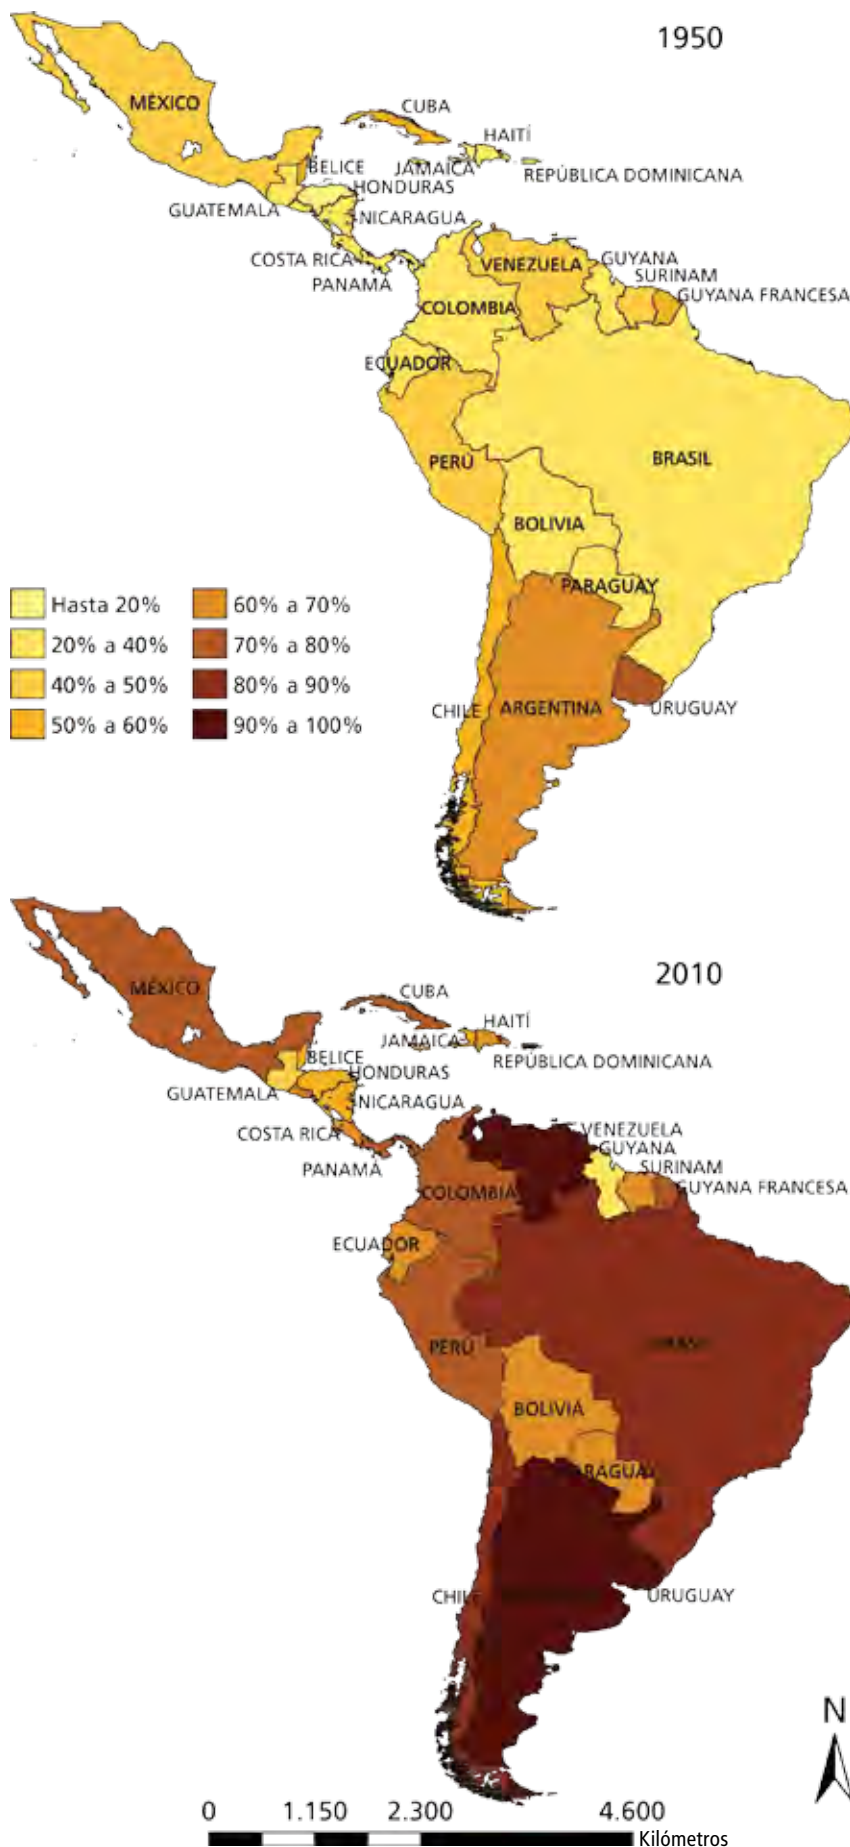 1950
MÉXICO
CUBA
HAITÍ
JAMAICA
REPÚBLICA DOMINICANA
BELICE
HONDURAS
GUATEMALA
NICARAGUA
COSTA RICA
PANAMÁ
VENEZUELA
GUYANA
SURINAM
GUYANA FRANCESA
COLOMBIA
ECUADOR
PERÚ
BRASIL
BOLIVIA
PARAGUAY
CHILE
ARGENTINA
URUGUAY
Hasta 20%
20% a 40%
40% a 50%
50% a 60%
60% a 70%
70% a 80%
80% a 90%
90% a 100%
2010
MÉXICO
CUBA
HAITÍ
JAMAICA
REPÚBLICA DOMINICANA
BELICE
HONDURAS
GUATEMALA
NICARAGUA
COSTA RICA
PANAMÁ
VENEZUELA
GUYANA
SURINAM
GUYANA FRANCESA
COLOMBIA
ECUADOR
PERÚ
BRASIL
BOLIVIA
ARAGUAY
CHILE
URUGUAY
N
0 1.150 2.300 4.600
Kilómetros